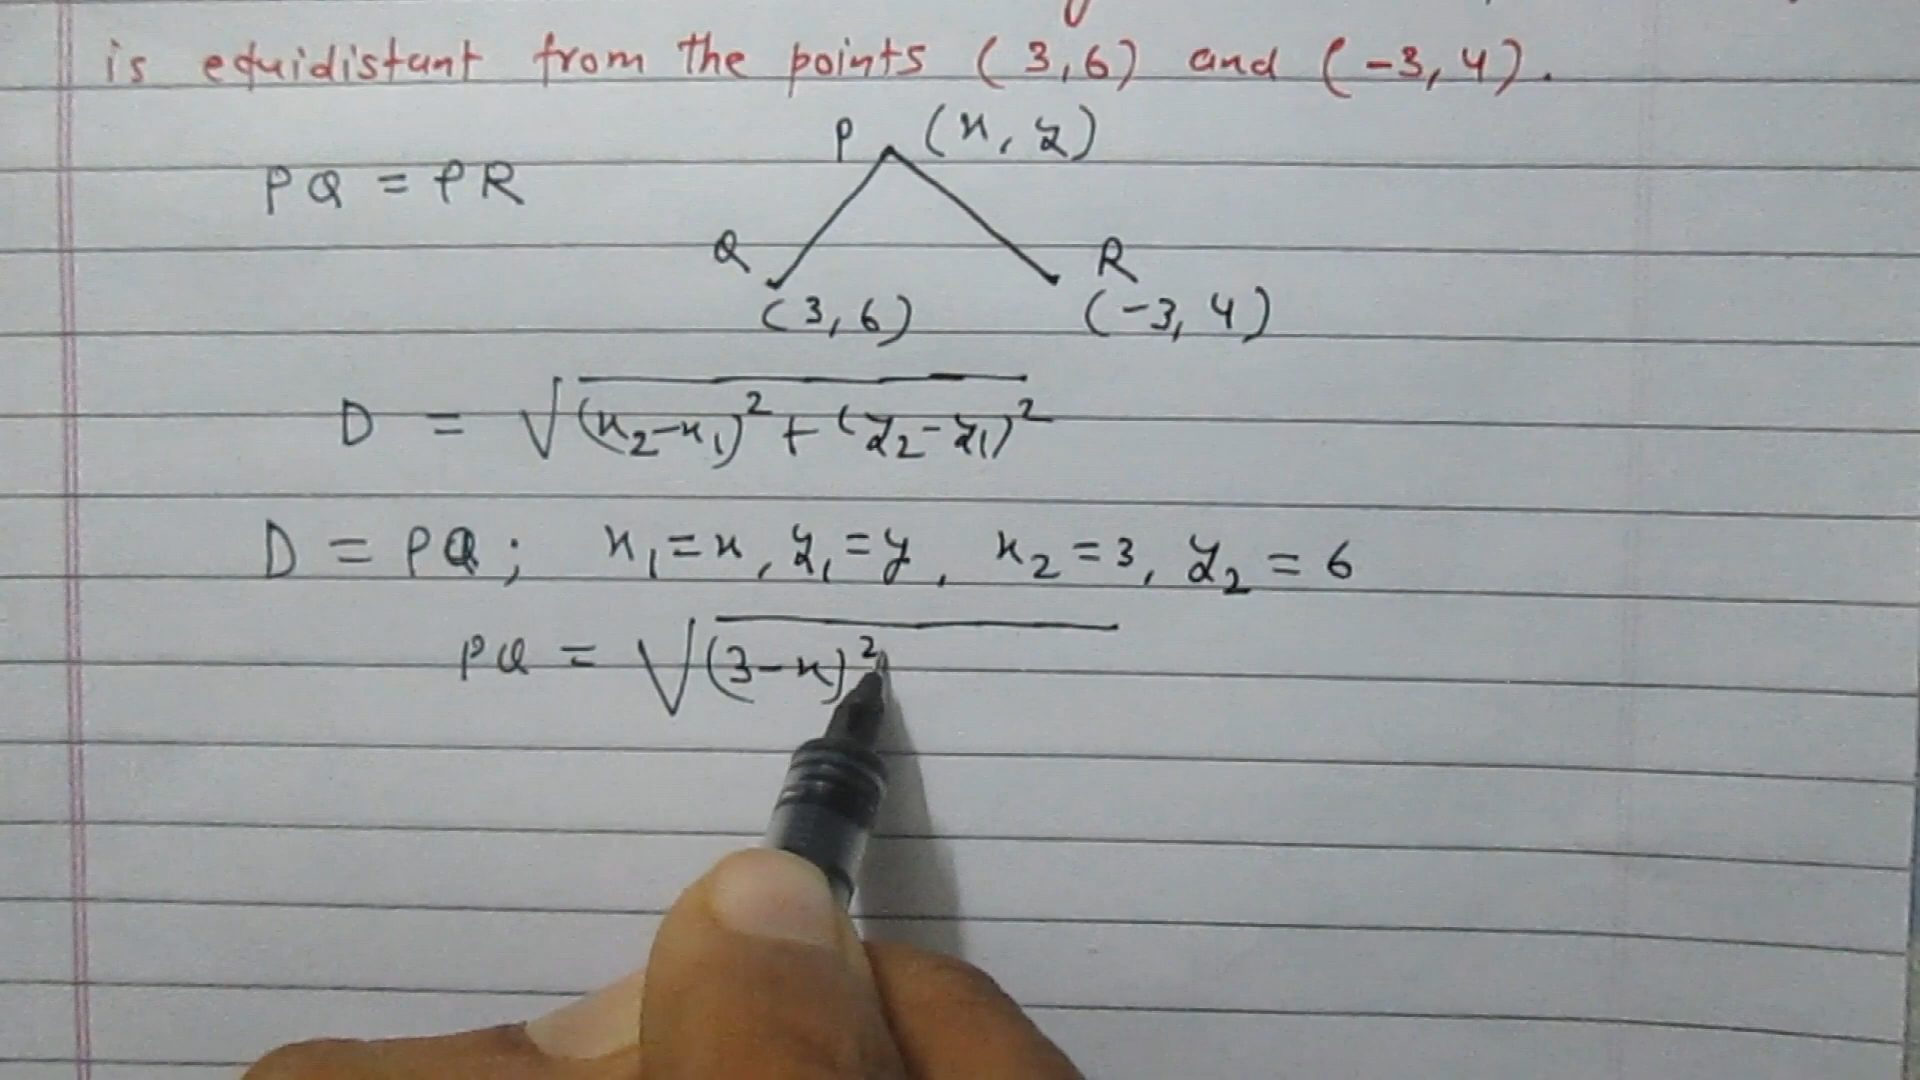 is equidistant from the points (3,6) and (-3,4).
P (x, y)
PQ = PR
Q R
(3,6) (-3, 4)
D = √(x₂-x₁)² + (y₂-y₁)²
D = PQ; x₁=x, y₁=y, x₂=3, y₂=6
PQ = √(3-x)²